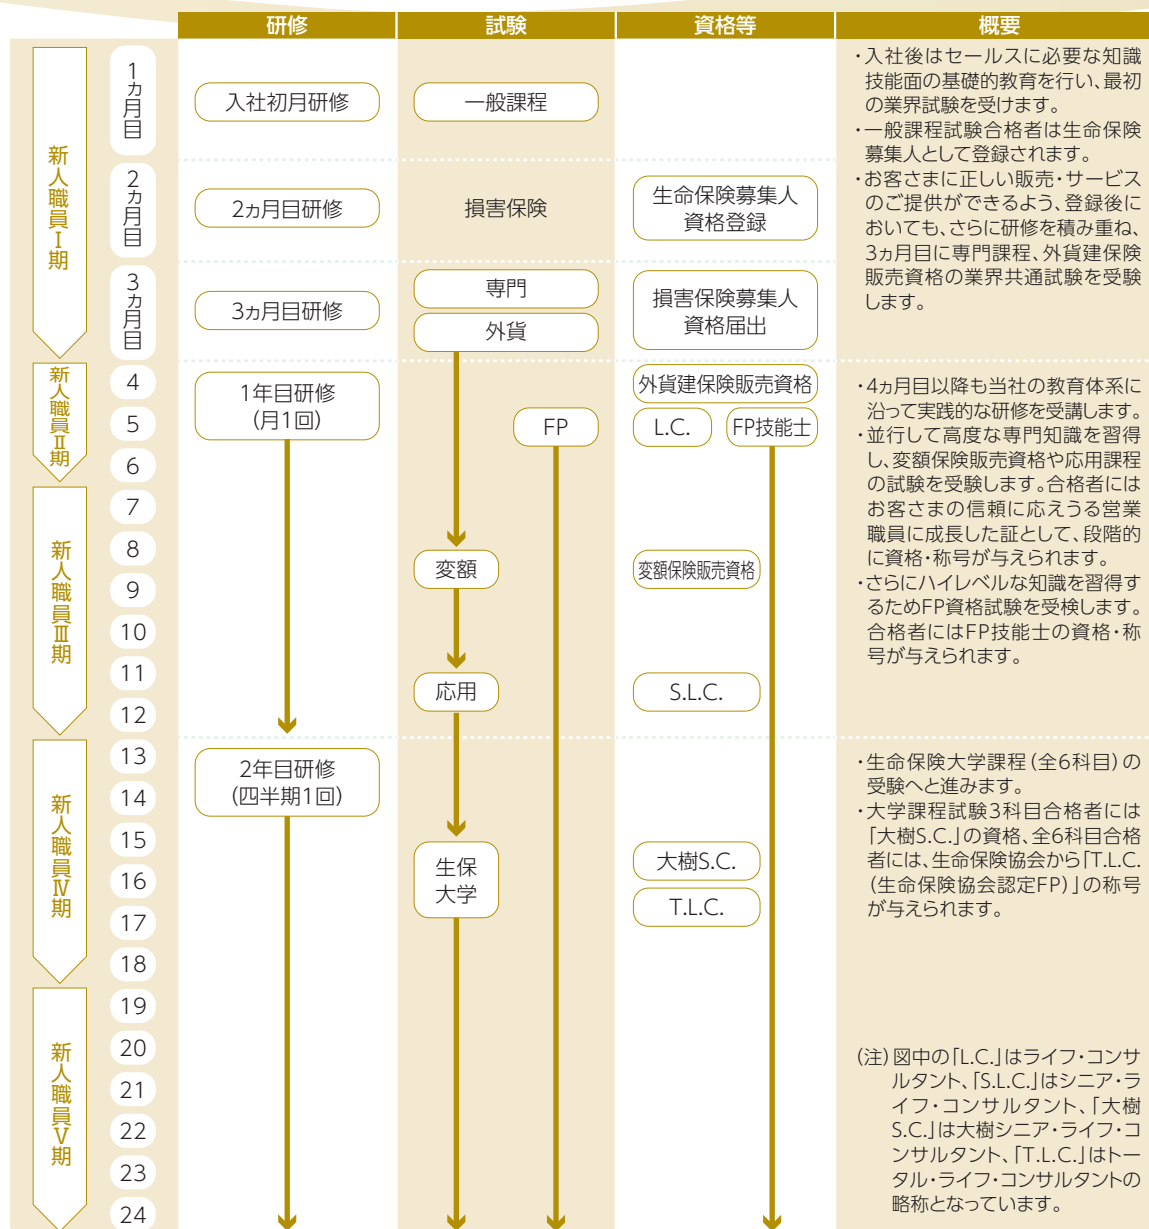 研修
試験
資格等
概要
新人職員Ⅰ期
1ヵ月目
入社初月研修
一般課程
・入社後はセールスに必要な知識
技能面の基礎的教育を行い、最初
の業界試験を受けます。
・一般課程試験合格者は生命保険
募集人として登録されます。
・お客さまに正しい販売・サービス
のご提供ができるよう、登録後に
おいても、さらに研修を積み重ね、
3ヵ月目に専門課程、外貨建保険
販売資格の業界共通試験を受験
します。
2ヵ月目
2ヵ月目研修
損害保険
生命保険募集人
資格登録
3ヵ月目
3ヵ月目研修
専門
外貨
損害保険募集人
資格届出
新人職員Ⅱ期
4
5
6
1年目研修
(月1回)
FP
外貨建保険販売資格
L.C.
FP技能士
・4ヵ月目以降も当社の教育体系に
沿って実践的な研修を受講します。
・並行して高度な専門知識を習得
し、変額保険販売資格や応用課程
の試験を受験します。合格者には
お客さまの信頼に応えうる営業
職員に成長した証として、段階的
に資格・称号が与えられます。
・さらにハイレベルな知識を習得す
るためFP資格試験を受検します。
合格者にはFP技能士の資格・称
号が与えられます。
新人職員Ⅲ期
7
8
9
10
11
12
変額
変額保険販売資格
応用
S.L.C.
新人職員Ⅳ期
13
14
15
16
17
18
2年目研修
(四半期1回)
生保
大学
大樹S.C.
T.L.C.
・生命保険大学課程(全6科目)の
受験へと進みます。
・大学課程試験3科目合格者には
「大樹S.C.」の資格、全6科目合格
者には、生命保険協会から「T.L.C.
(生命保険協会認定FP)」の称号
が与えられます。
新人職員Ⅴ期
19
20
21
22
23
24
(注)図中の「L.C.」はライフ・コンサ
ルタント、「S.L.C.」はシニア・ラ
イフ・コンサルタント、「大樹
S.C.」は大樹シニア・ライフ・コ
ンサルタント、「T.L.C.」はトー
タル・ライフ・コンサルタントの
略称となっています。